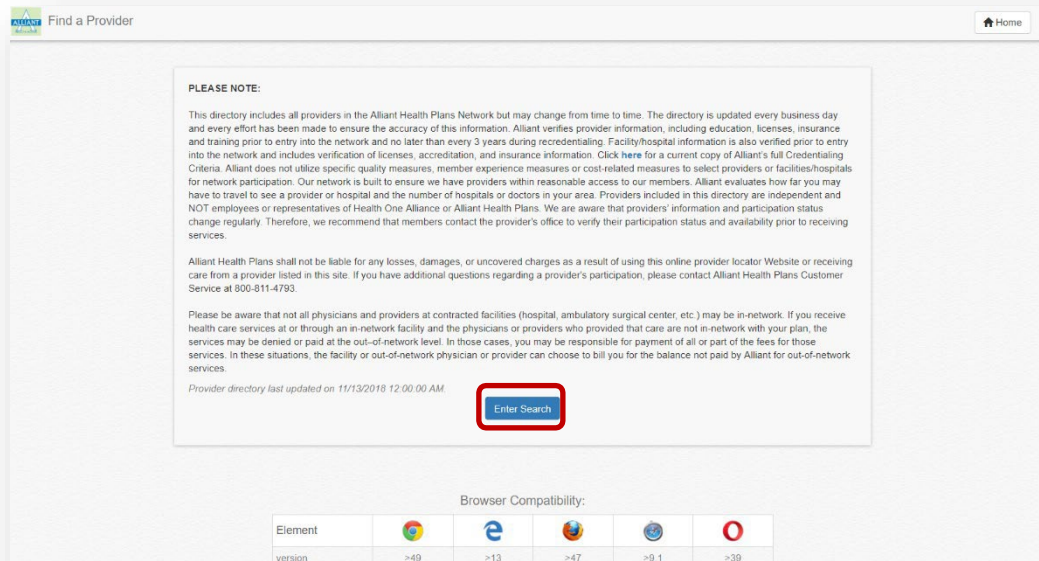 ALLIANT
Find a Provider
Home
PLEASE NOTE:
This directory includes all providers in the Alliant Health Plans Network but may change from time to time. The directory is updated every business day
and every effort has been made to ensure the accuracy of this information. Alliant verifies provider information, including education, licenses, insurance
and training prior to entry into the network and no later than every 3 years during recredentialing. Facility/hospital information is also verified prior to entry
into the network and includes verification of licenses, accreditation, and insurance information. Click here for a current copy of Alliant's full Credentialing
Criteria. Alliant does not utilize specific quality measures, member experience measures or cost-related measures to select providers or facilities/hospitals
for network participation. Our network is built to ensure we have providers within reasonable access to our members. Alliant evaluates how far you may
have to travel to see a provider or hospital and the number of hospitals or doctors in your area. Providers included in this directory are independent and
NOT employees or representatives of Health One Alliance or Alliant Health Plans. We are aware that providers' information and participation status
change regularly. Therefore, we recommend that members contact the provider's office to verify their participation status and availability prior to receiving
services.
Alliant Health Plans shall not be liable for any losses, damages, or uncovered charges as a result of using this online provider locator Website or receiving
care from a provider listed in this site. If you have additional questions regarding a provider's participation, please contact Alliant Health Plans Customer
Service at 800-811-4793.
Please be aware that not all physicians and providers at contracted facilities (hospital, ambulatory surgical center, etc.) may be in-network. If you receive
health care services at or through an in-network facility and the physicians or providers who provided that care are not in-network with your plan, the
services may be denied or paid at the out–of-network level. In those cases, you may be responsible for payment of all or part of the fees for those
services. In these situations, the facility or out-of-network physician or provider can choose to bill you for the balance not paid by Alliant for out-of-network
services.
Provider directory last updated on 11/13/2018 12:00:00 AM.
Enter Search
Browser Compatibility:
Element
version >49 >13 >47 >9.1 >39